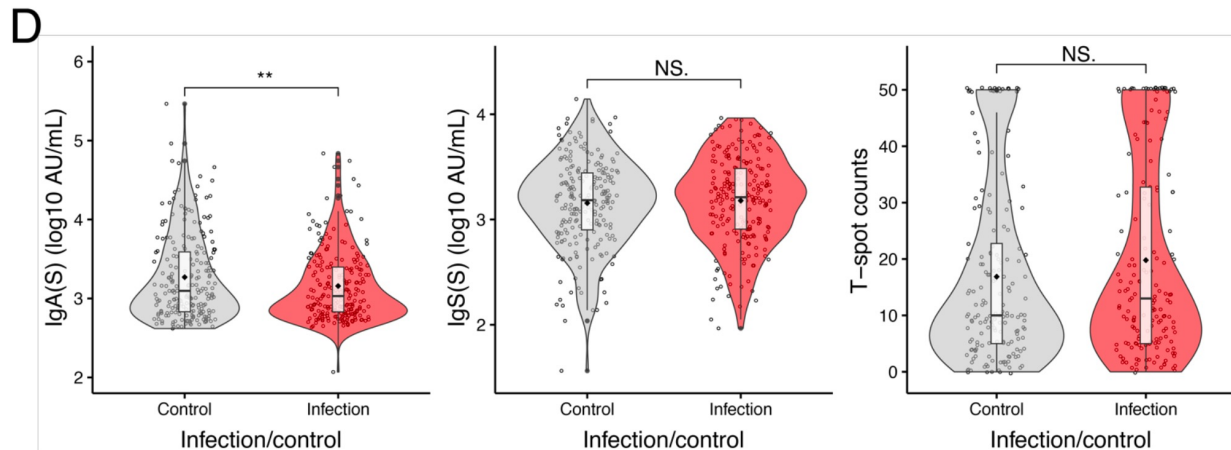 D
IgA(S) (log10 AU/mL)
6
5
4
3
2
**
Control
Infection
Infection/control
IgS(S) (log10 AU/mL)
4
3
2
NS.
Control
Infection
Infection/control
T-spot counts
50
40
30
20
10
0
NS.
Control
Infection
Infection/control